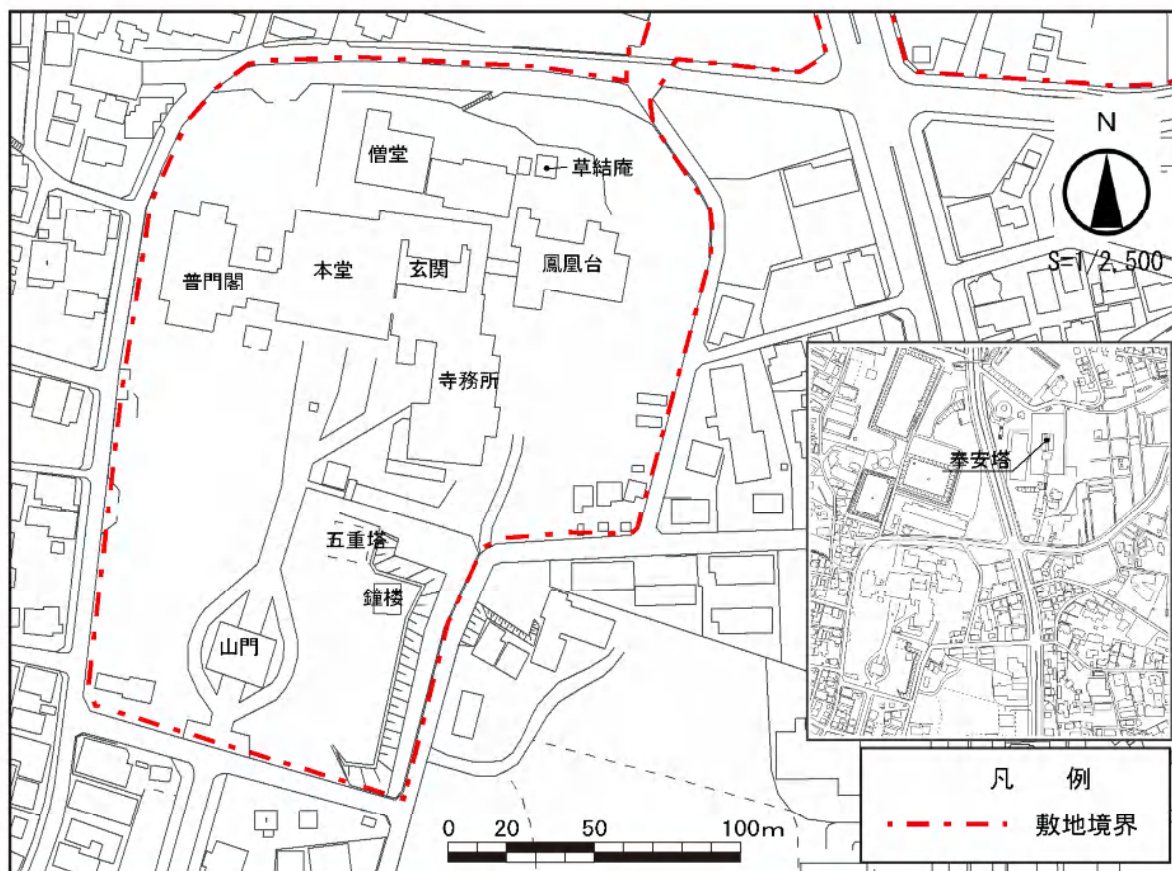 N
S=1/2,500
僧堂
草結庵
普門閣
本堂
玄関
鳳凰台
寺務所
奉安塔
五重塔
鐘楼
山門
0 20 50 100m
凡 例
敷地境界